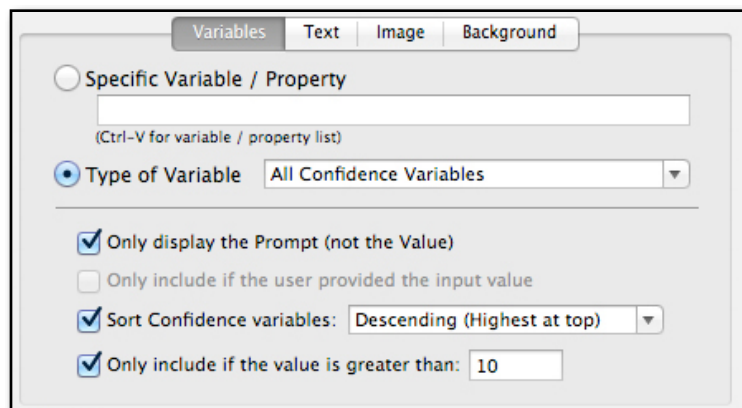 Variables Text Image Background
Specific Variable / Property
(Ctrl-V for variable / property list)
Type of Variable All Confidence Variables
Only display the Prompt (not the Value)
Only include if the user provided the input value
Sort Confidence variables: Descending (Highest at top)
Only include if the value is greater than: 10